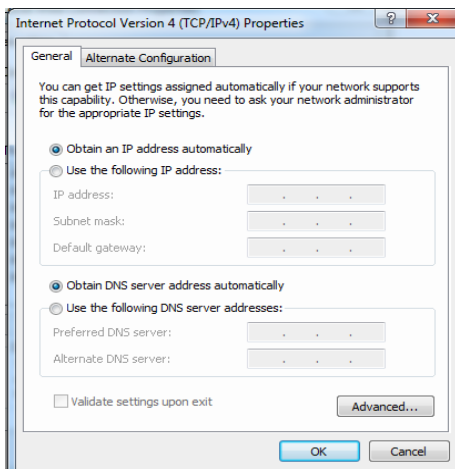 Internet Protocol Version 4 (TCP/IPv4) Properties
General
Alternate Configuration
You can get IP settings assigned automatically if your network supports
this capability. Otherwise, you need to ask your network administrator
for the appropriate IP settings.
Obtain an IP address automatically
Use the following IP address:
IP address:
Subnet mask:
Default gateway:
Obtain DNS server address automatically
Use the following DNS server addresses:
Preferred DNS server:
Alternate DNS server:
Validate settings upon exit
Advanced...
OK
Cancel